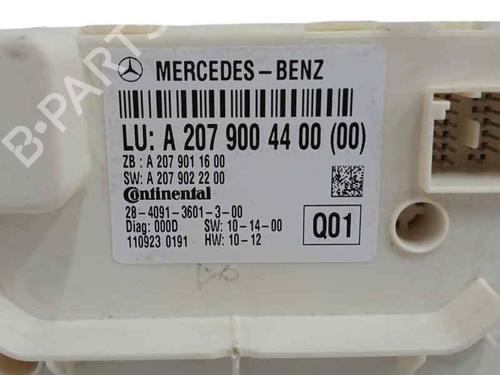 B-PARTS
MERCEDES-BENZ
LU: A 207 900 44 00 (00)
ZB : A 207 901 16 00
SW: A 207 902 22 00
Continental
28-4091-3601-3-00
Diag: 000D SW: 10-14-00
110923 0191 HW: 10-12
Q01